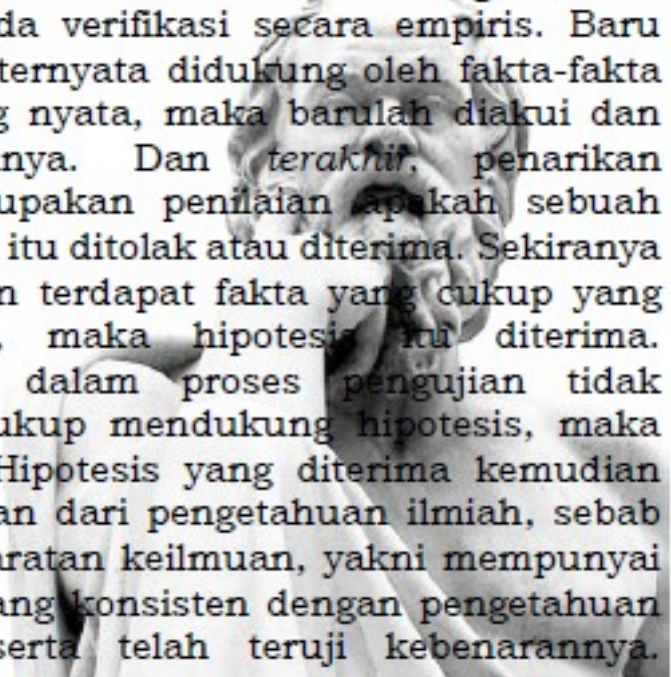 da verifikasi secara empiris. Baru
ternyata didukung oleh fakta-fakta
g nyata, maka barulah diakui dan
nya. Dan terakhir, penarikan
upakan penilaian apakah sebuah
itu ditolak atau diterima. Sekiranya
n terdapat fakta yang cukup yang
, maka hipotesis itu diterima.
dalam proses pengujian tidak
ukup mendukung hipotesis, maka
Hipotesis yang diterima kemudian
an dari pengetahuan ilmiah, sebab
aratan keilmuan, yakni mempunyai
ang konsisten dengan pengetahuan
serta telah teruji kebenarannya.